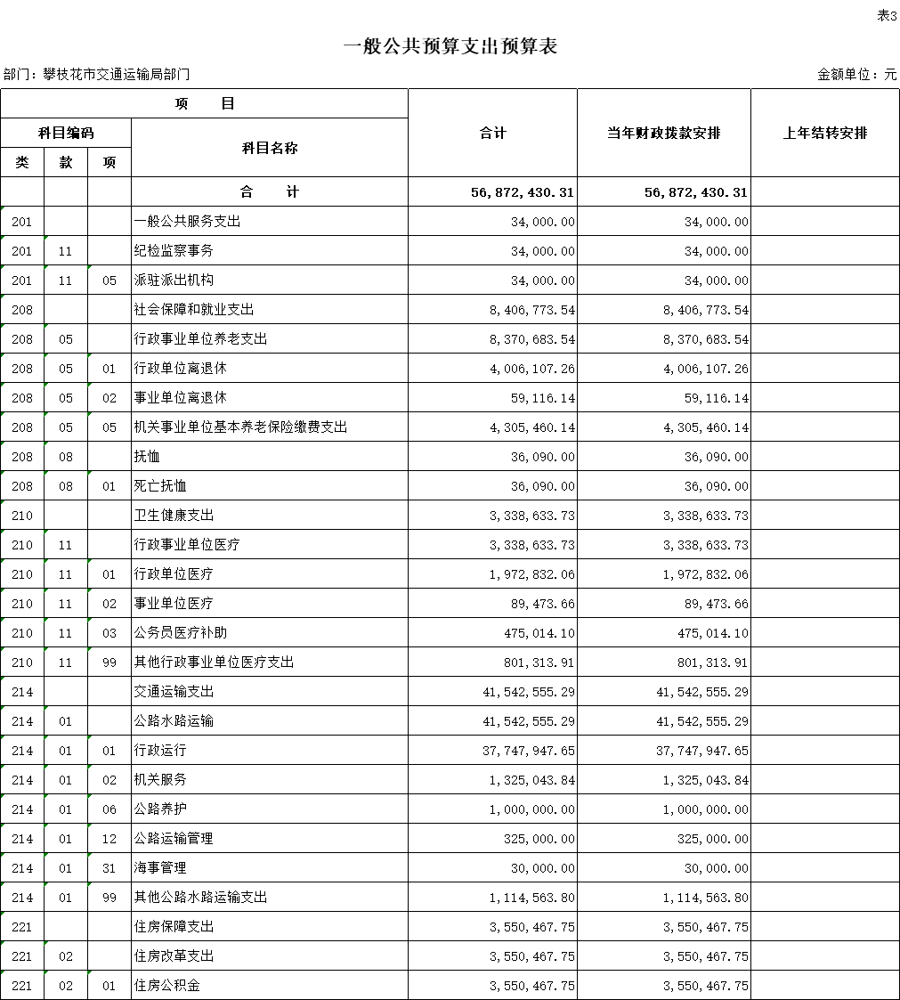 表3
一般公共预算支出预算表
部门：攀枝花市交通运输局部门 金额单位：元
项 目 合计 当年财政拨款安排 上年结转安排
科目编码 科目名称
类 款 项
合 计 56,872,430.31 56,872,430.31
201 一般公共服务支出 34,000.00 34,000.00
201 11 纪检监察事务 34,000.00 34,000.00
201 11 05 派驻派出机构 34,000.00 34,000.00
208 社会保障和就业支出 8,406,773.54 8,406,773.54
208 05 行政事业单位养老支出 8,370,683.54 8,370,683.54
208 05 01 行政单位离退休 4,006,107.26 4,006,107.26
208 05 02 事业单位离退休 59,116.14 59,116.14
208 05 05 机关事业单位基本养老保险缴费支出 4,305,460.14 4,305,460.14
208 08 抚恤 36,090.00 36,090.00
208 08 01 死亡抚恤 36,090.00 36,090.00
210 卫生健康支出 3,338,633.73 3,338,633.73
210 11 行政事业单位医疗 3,338,633.73 3,338,633.73
210 11 01 行政单位医疗 1,972,832.06 1,972,832.06
210 11 02 事业单位医疗 89,473.66 89,473.66
210 11 03 公务员医疗补助 475,014.10 475,014.10
210 11 99 其他行政事业单位医疗支出 801,313.91 801,313.91
214 交通运输支出 41,542,555.29 41,542,555.29
214 01 公路水路运输 41,542,555.29 41,542,555.29
214 01 01 行政运行 37,747,947.65 37,747,947.65
214 01 02 机关服务 1,325,043.84 1,325,043.84
214 01 06 公路养护 1,000,000.00 1,000,000.00
214 01 12 公路运输管理 325,000.00 325,000.00
214 01 31 海事管理 30,000.00 30,000.00
214 01 99 其他公路水路运输支出 1,114,563.80 1,114,563.80
221 住房保障支出 3,550,467.75 3,550,467.75
221 02 住房改革支出 3,550,467.75 3,550,467.75
221 02 01 住房公积金 3,550,467.75 3,550,467.75